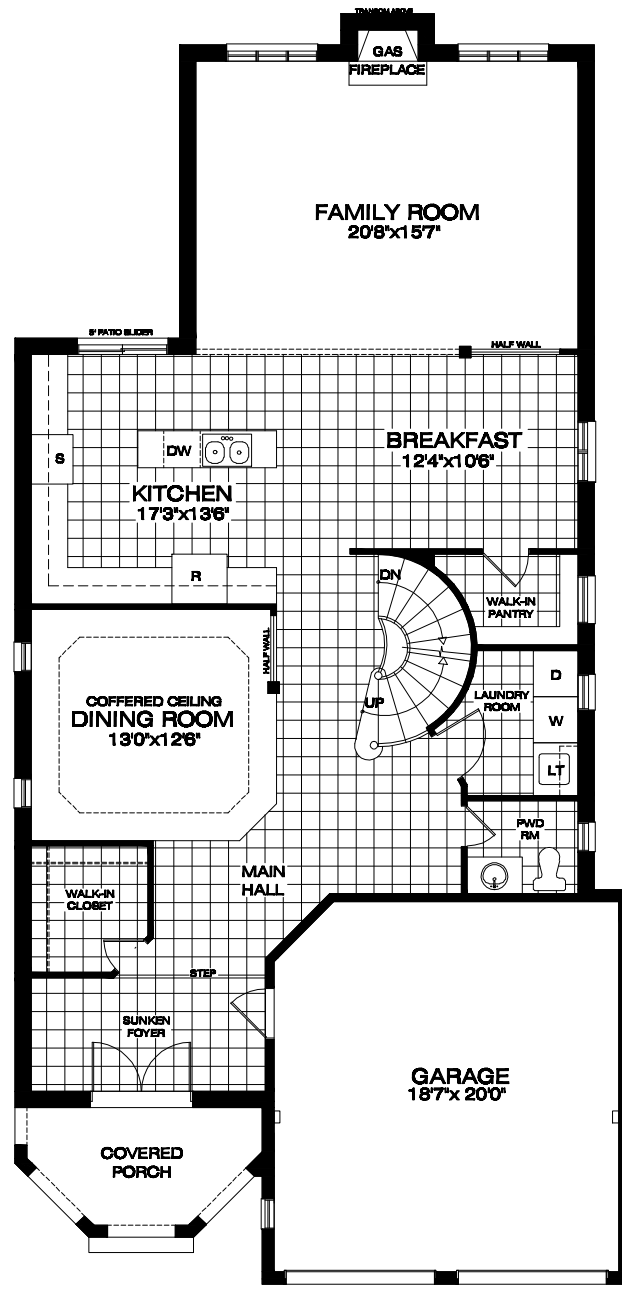 TRANSOM ABOVE
GAS
FIREPLACE
FAMILY ROOM
20'8"x15'7"
5' PATIO SLIDER
HALF WALL
BREAKFAST
12'4"x10'6"
DW
S
KITCHEN
17'3"x13'6"
R
DN
WALK-IN
PANTRY
HALF WALL
COFFERED CEILING
DINING ROOM
13'0"x12'6"
UP
LAUNDRY
ROOM
D
W
LT
PWD
RM
MAIN
HALL
WALK-IN
CLOSET
STEP
SUNKEN
FOYER
GARAGE
18'7"x 20'0"
COVERED
PORCH